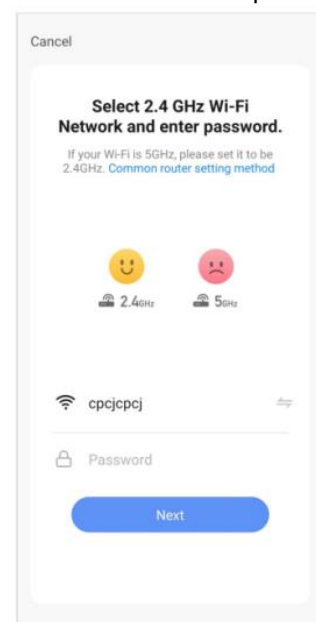 Cancel
Select 2.4 GHz Wi-Fi
Network and enter password.
If your Wi-Fi is 5GHz, please set it to be
2.4GHz. Common router setting method
2.4GHz 5GHz
cpcjcpcj
Password
Next